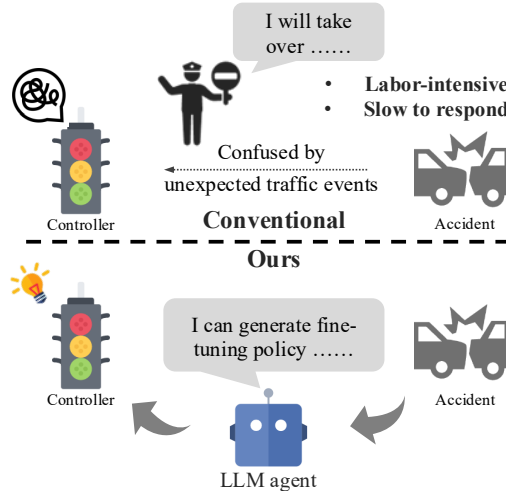 I will take
over ……
• Labor-intensive
• Slow to respond
Confused by
unexpected traffic events
Controller
Conventional
Accident
Ours
I can generate fine-
tuning policy ……
Controller
Accident
LLM agent